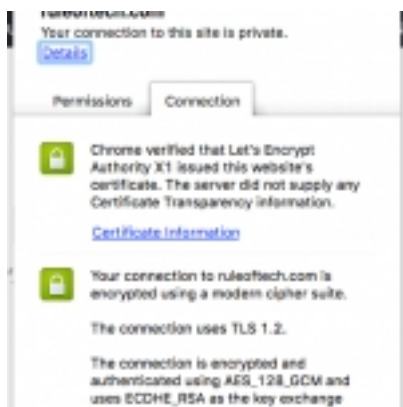 ruleoftech.com
Your connection to this site is private.
Details
Permissions
Connection
Chrome verified that Let's Encrypt
Authority X1 issued this website's
certificate. The server did not supply any
Certificate Transparency information.
Certificate Information
Your connection to ruleoftech.com is
encrypted using a modern cipher suite.
The connection uses TLS 1.2.
The connection is encrypted and
authenticated using AES_128_GCM and
uses ECDHE_RSA as the key exchange